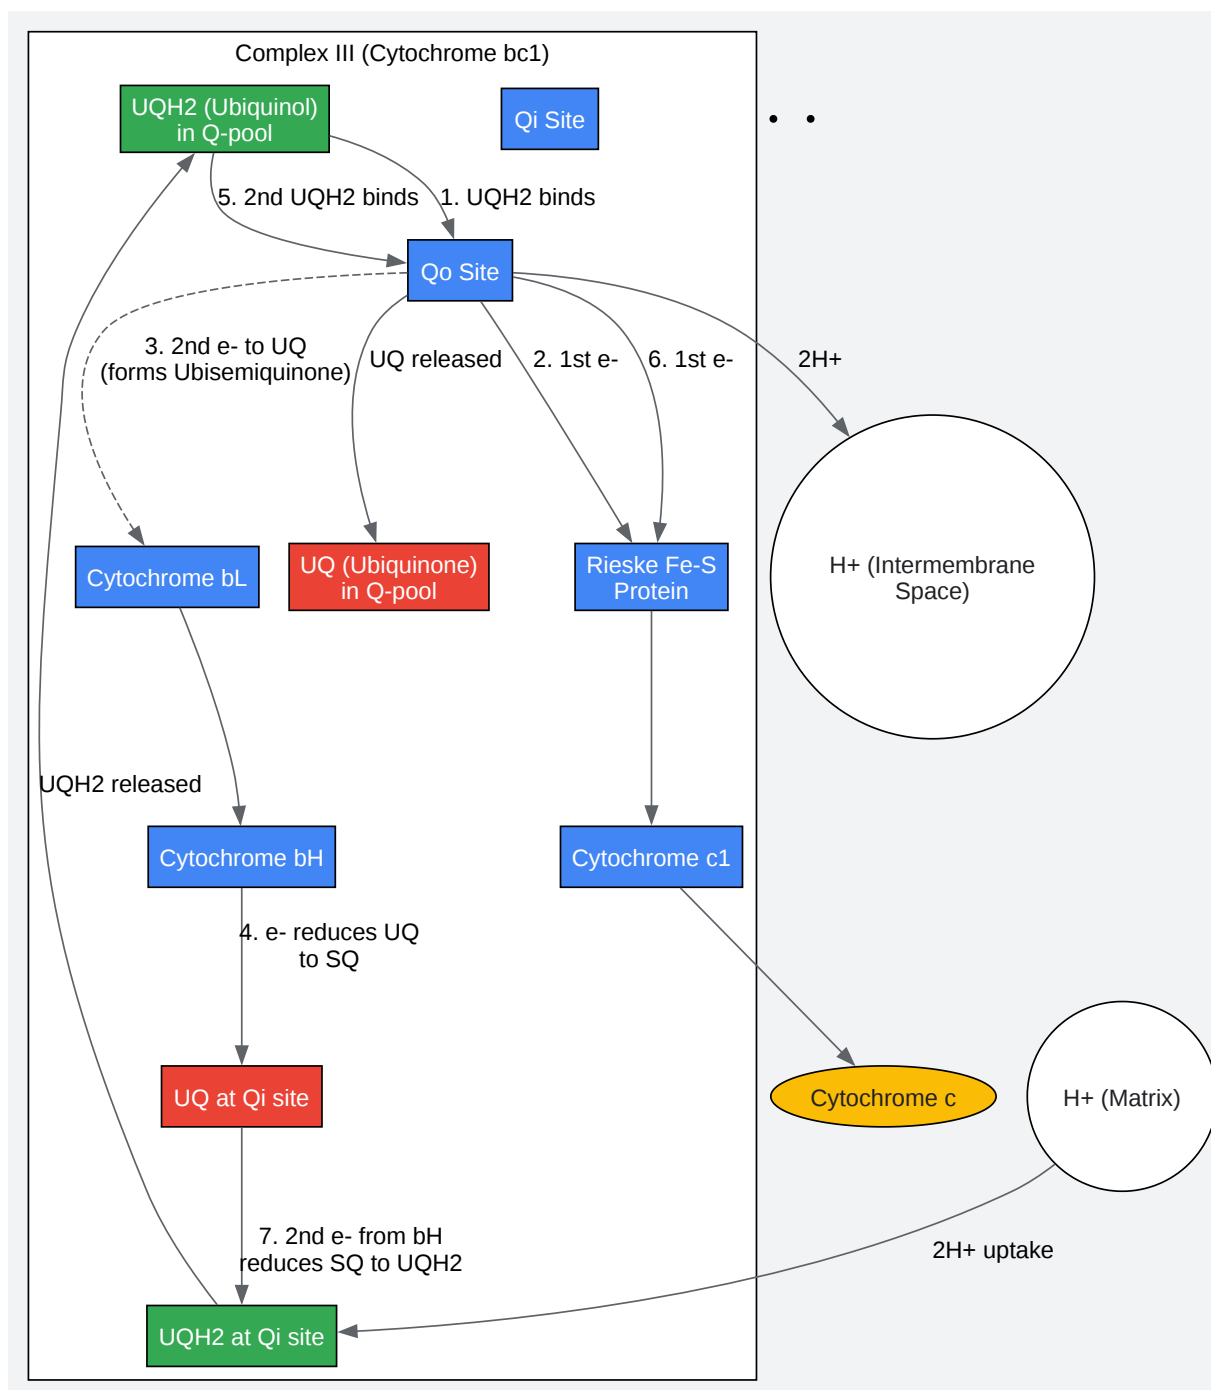 Complex III (Cytochrome bc1)
UQH2 (Ubiquinol)
in Q-pool
Qi Site
5. 2nd UQH2 binds
1. UQH2 binds
Qo Site
3. 2nd e- to UQ
(forms Ubisemiquinone)
UQ released
2. 1st e-
6. 1st e-
2H+
Cytochrome bL
UQ (Ubiquinone)
in Q-pool
Rieske Fe-S
Protein
H+ (Intermembrane
Space)
UQH2 released
Cytochrome bH
Cytochrome c1
4. e- reduces UQ
to SQ
UQ at Qi site
Cytochrome c
H+ (Matrix)
7. 2nd e- from bH
reduces SQ to UQH2
2H+ uptake
UQH2 at Qi site